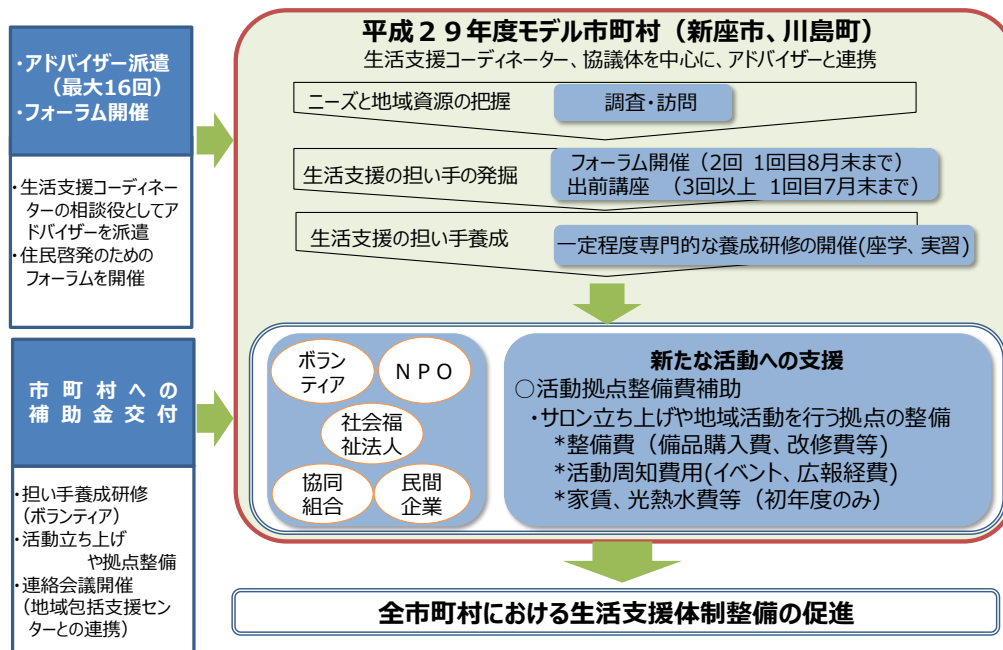 ・アドバイザー派遣
（最大16回）
・フォーラム開催
・生活支援コーディネー
ターの相談役としてア
ドバイザーを派遣
・住民啓発のための
フォーラムを開催
市町村への
補助金交付
・担い手養成研修
（ボランティア）
・活動立ち上げ
や拠点整備
・連絡会議開催
（地域包括支援セン
ターとの連携）
平成２９年度モデル市町村（新座市、川島町）
生活支援コーディネーター、協議体を中心に、アドバイザーと連携
ニーズと地域資源の把握
調査・訪問
生活支援の担い手の発掘
フォーラム開催（2回 1回目8月末まで）
出前講座 （3回以上 1回目7月末まで）
生活支援の担い手養成
一定程度専門的な養成研修の開催(座学、実習)
ボラン
ティア
ＮＰＯ
社会福
祉法人
協同
組合
民間
企業
新たな活動への支援
○活動拠点整備費補助
・サロン立ち上げや地域活動を行う拠点の整備
*整備費（備品購入費、改修費等）
*活動周知費用(イベント、広報経費)
*家賃、光熱水費等（初年度のみ）
全市町村における生活支援体制整備の促進